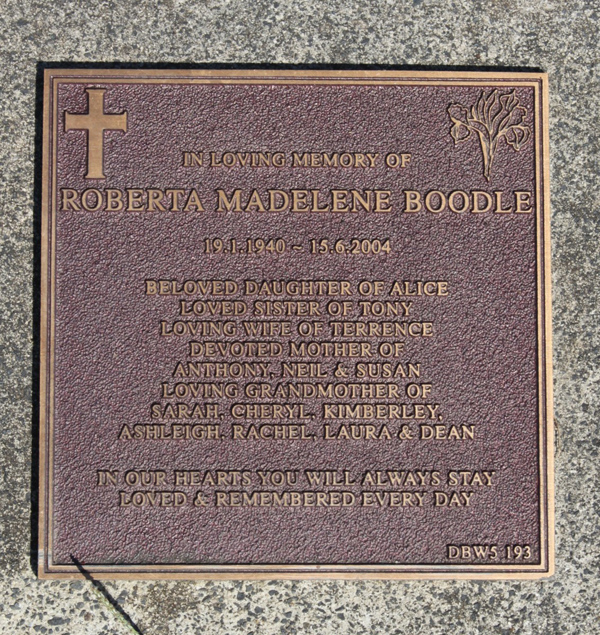 IN LOVING MEMORY OF
ROBERTA MADELENE BOODLE
19.1.1940 ~ 15.6.2004
BELOVED DAUGHTER OF ALICE
LOVED SISTER OF TONY
LOVING WIFE OF TERRENCE
DEVOTED MOTHER OF
ANTHONY, NEIL & SUSAN
LOVING GRANDMOTHER OF
SARAH, CHERYL, KIMBERLEY,
ASHLEIGH, RACHEL, LAURA & DEAN
IN OUR HEARTS YOU WILL ALWAYS STAY
LOVED & REMEMBERED EVERY DAY
DBW5 193